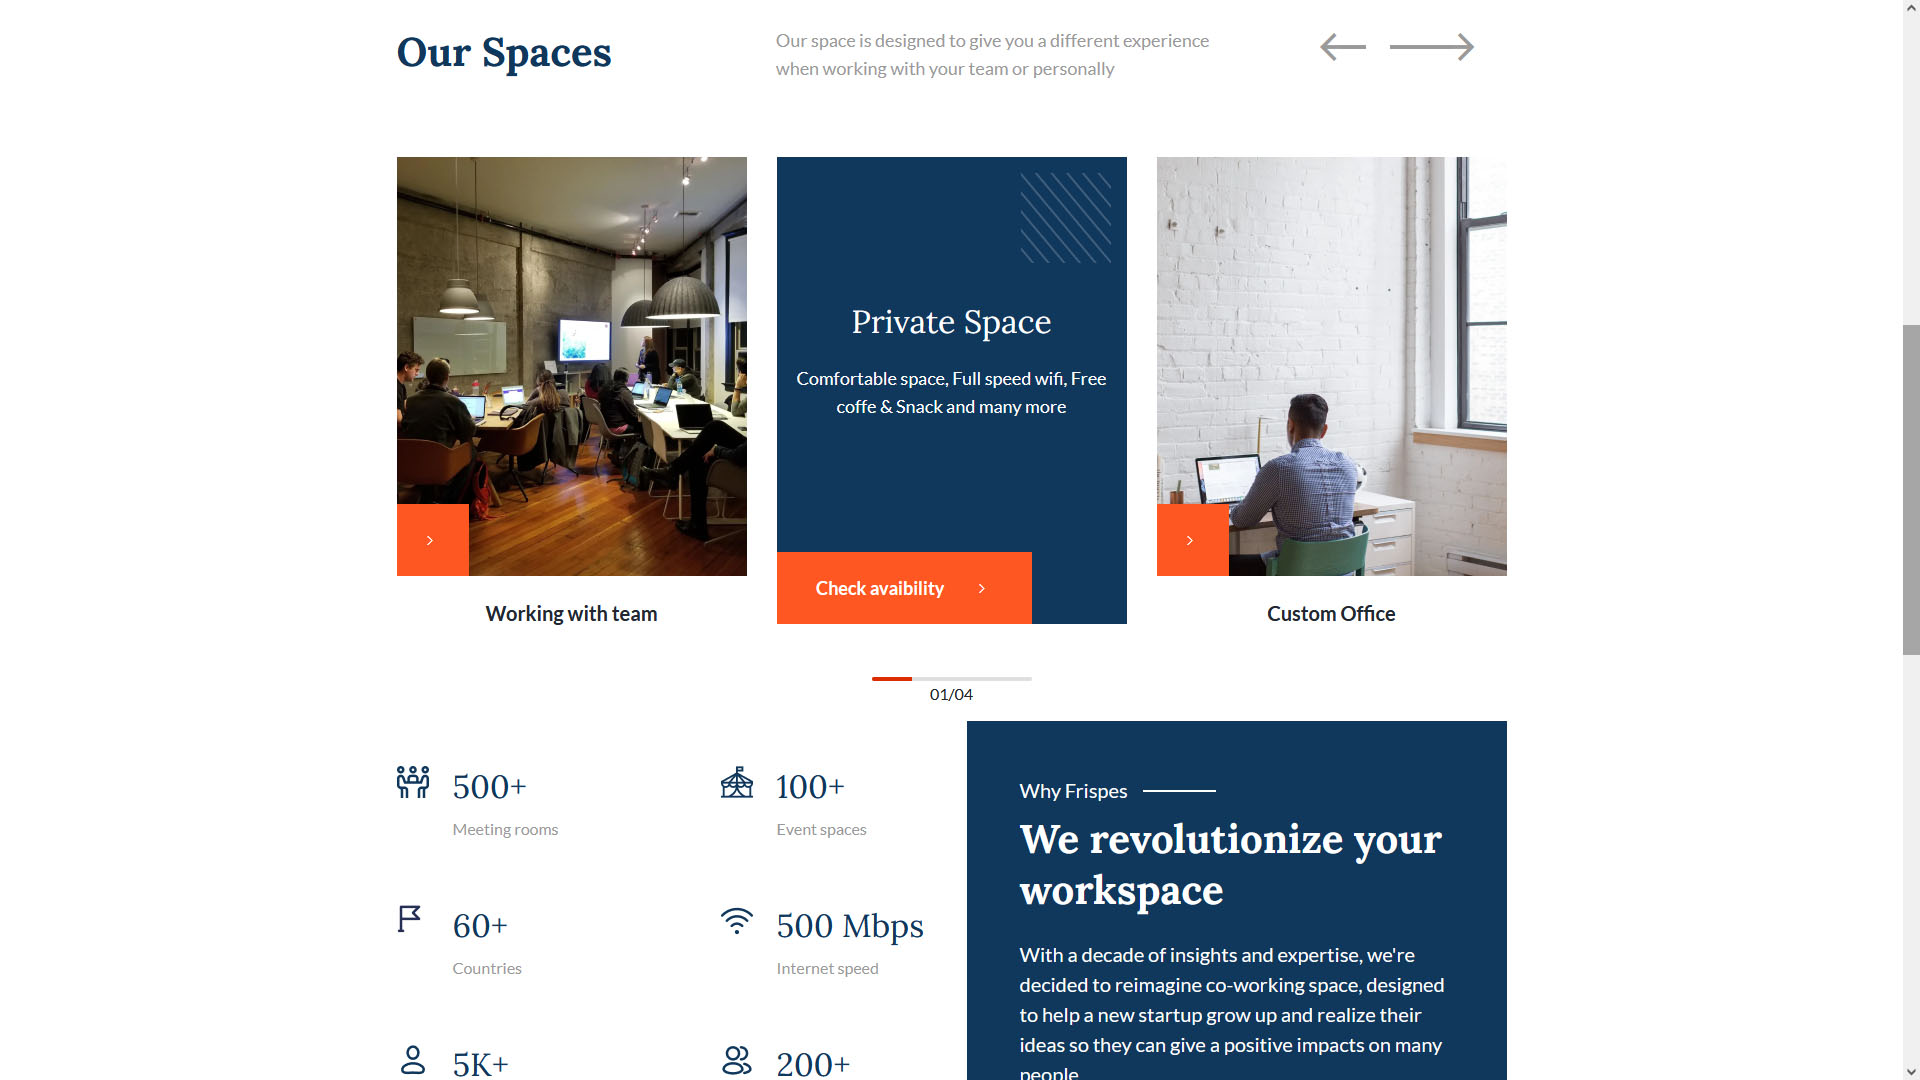 Our Spaces
Our space is designed to give you a different experience
when working with your team or personally
Private Space
Comfortable space, Full speed wifi, Free
coffe & Snack and many more
Check avaibility
Working with team
Custom Office
01/04
500+
Meeting rooms
100+
Event spaces
60+
Countries
500 Mbps
Internet speed
5K+
200+
Why Frispes
We revolutionize your
workspace
With a decade of insights and expertise, we're
decided to reimagine co-working space, designed
to help a new startup grow up and realize their
ideas so they can give a positive impacts on many
people